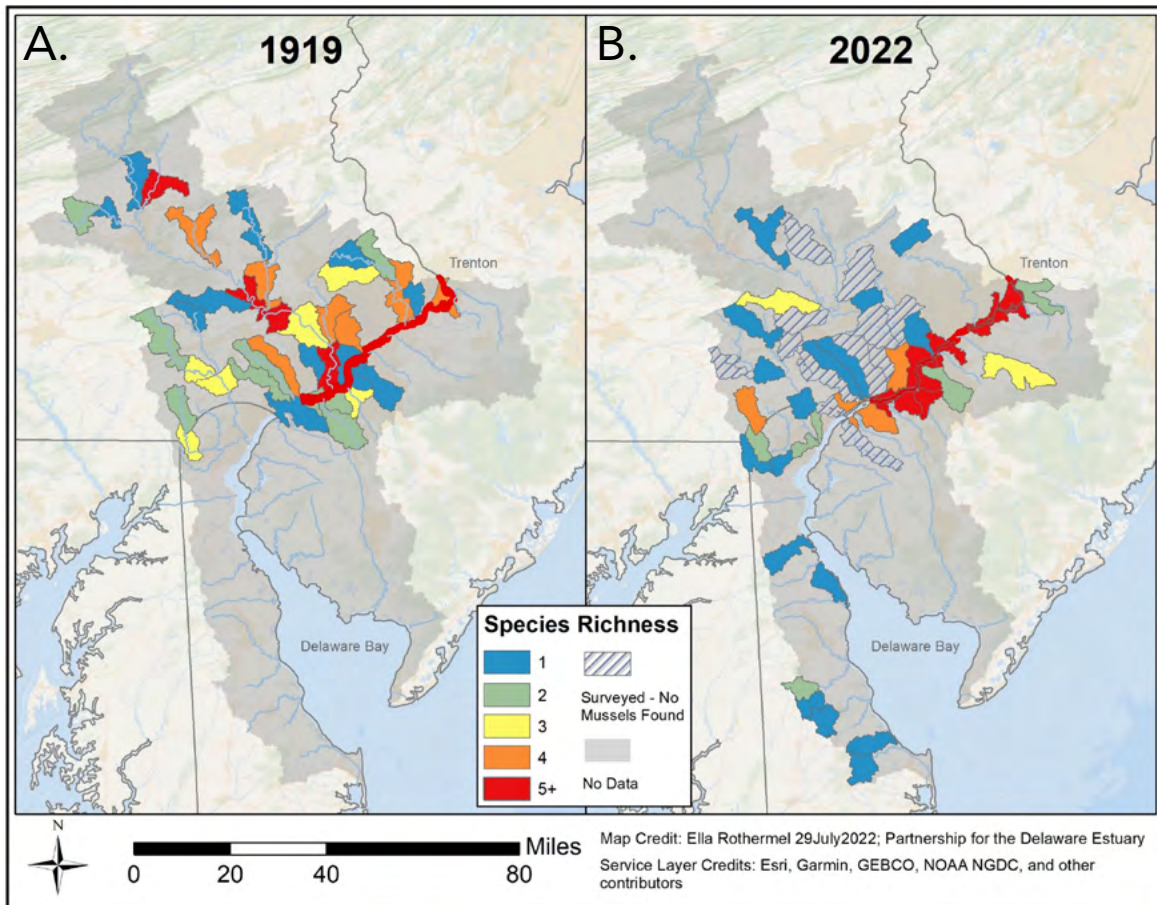 A.
1919
Trenton
Delaware Bay
B.
2022
Trenton
Delaware Bay
Species Richness
1
2
3
4
5+
Surveyed - No
Mussels Found
No Data
N
0 20 40 80
Miles
Map Credit: Ella Rothermel 29July2022; Partnership for the Delaware Estuary
Service Layer Credits: Esri, Garmin, GEBCO, NOAA NGDC, and other
contributors